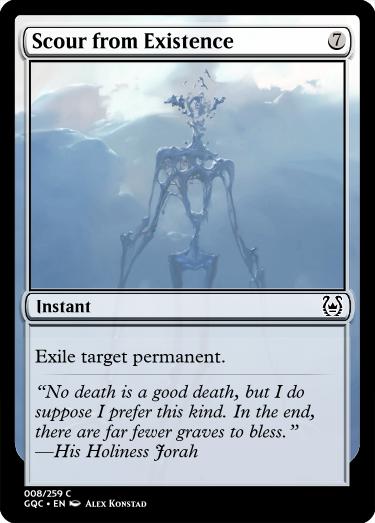 Scour from Existence 7
Instant
Exile target permanent.
“No death is a good death, but I do
suppose I prefer this kind. In the end,
there are far fewer graves to bless.”
—His Holiness Jorah
008/259 C
GQC • EN ALEX KONSTAD